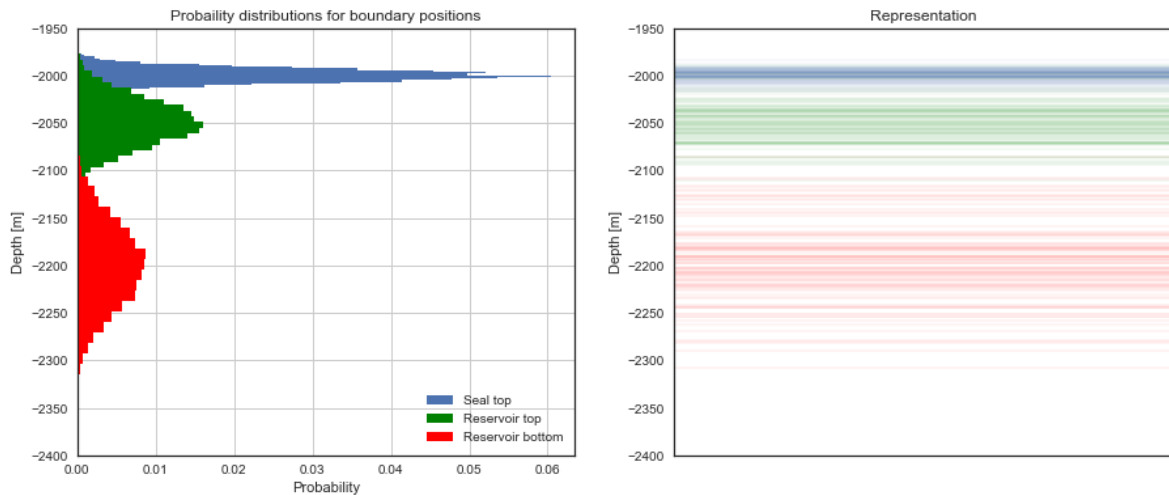 Probaility distributions for boundary positions
−1950
−2000
−2050
−2100
−2150
−2200
−2250
−2300
−2350
−2400
Depth [m]
0.00 0.01 0.02 0.03 0.04 0.05 0.06
Probability
Seal top
Reservoir top
Reservoir bottom
Representation
−1950
−2000
−2050
−2100
−2150
−2200
−2250
−2300
−2350
−2400
Depth [m]